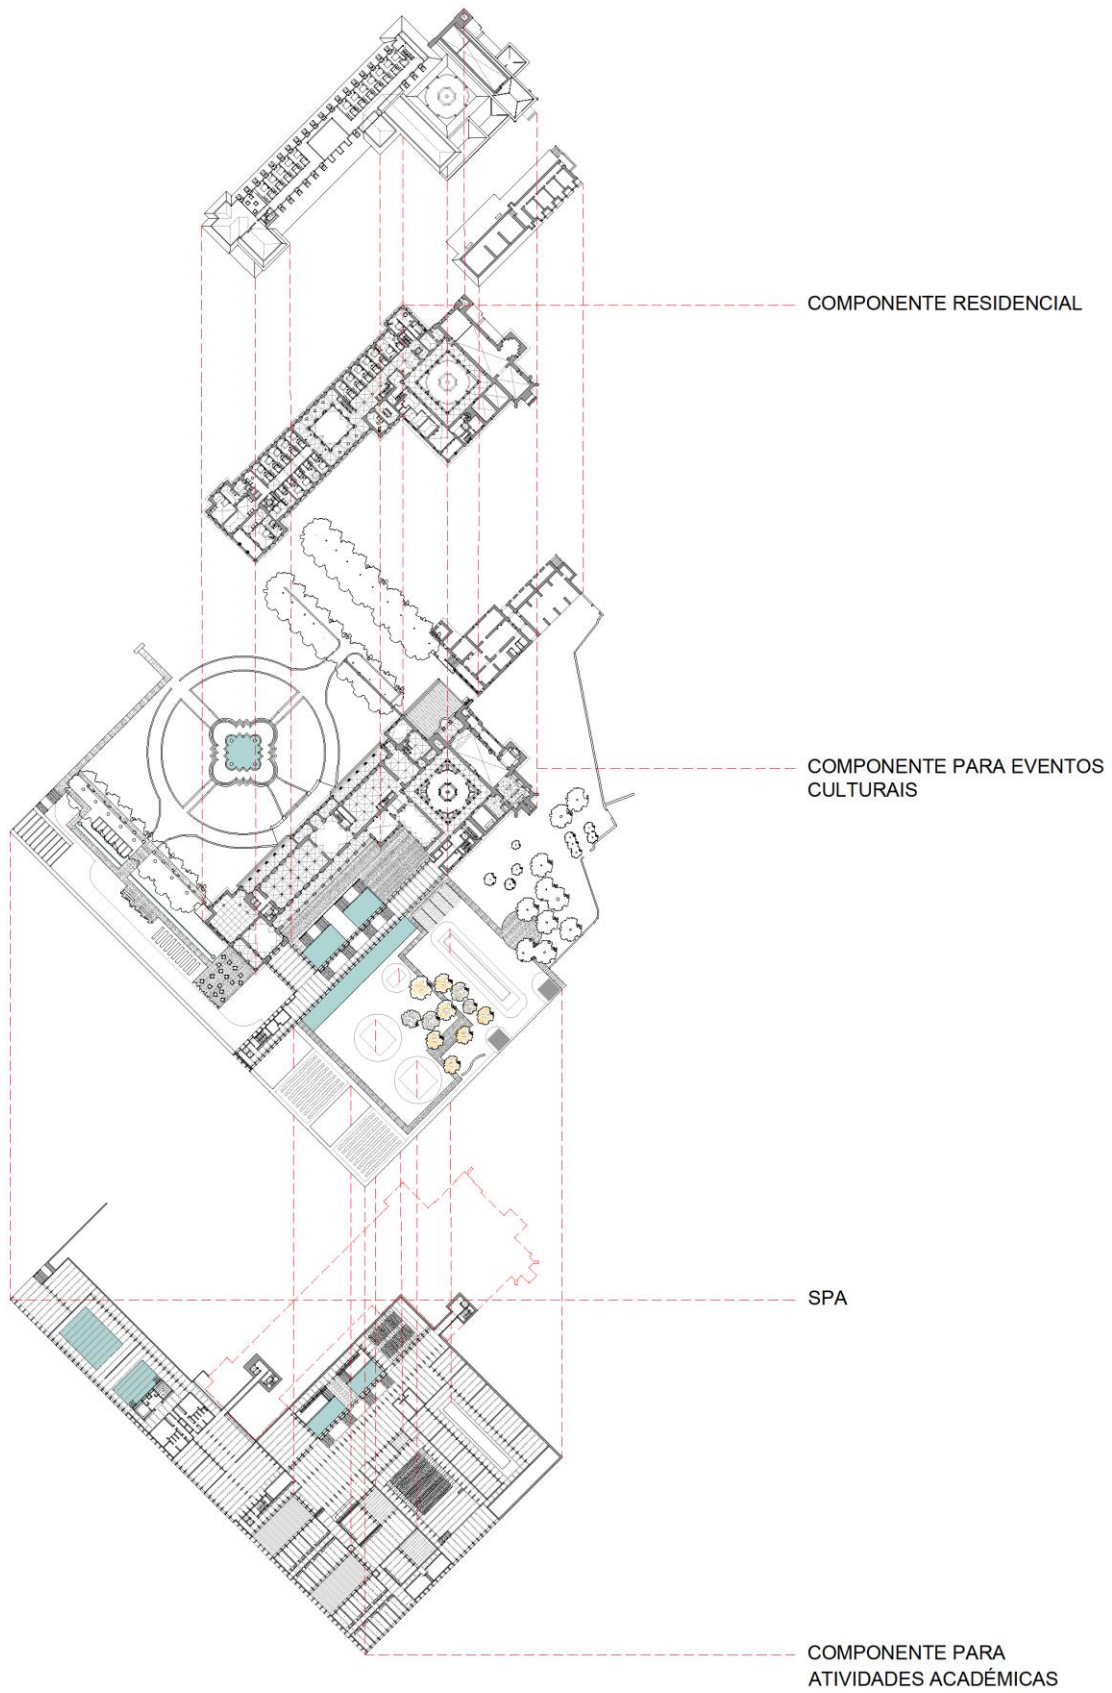 COMPONENTE RESIDENCIAL
COMPONENTE PARA EVENTOS
CULTURAIS
SPA
COMPONENTE PARA
ATIVIDADES ACADÉMICAS